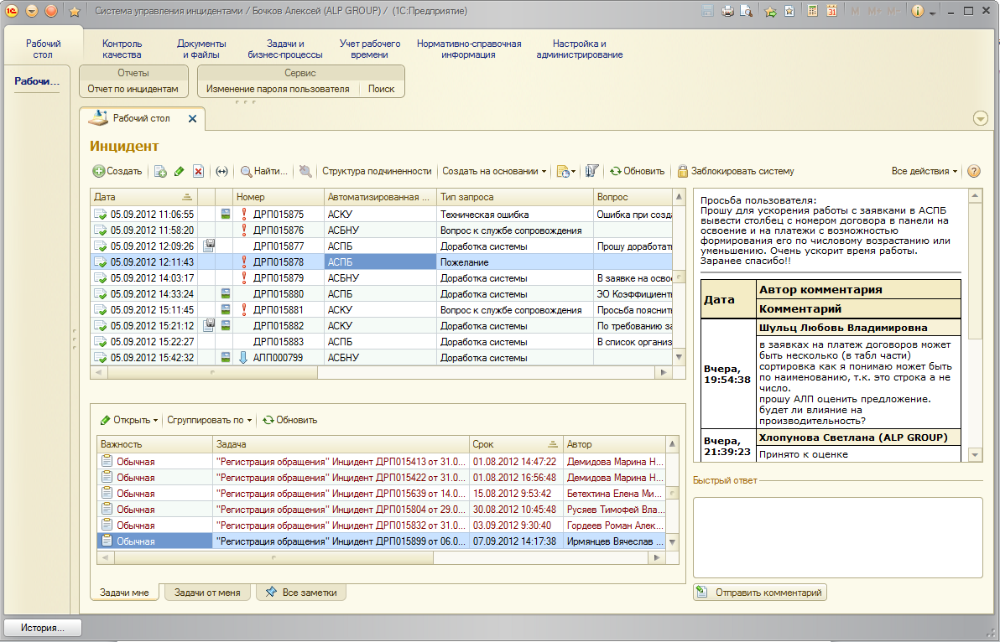 Система управления инцидентами / Бочков Алексей (ALP GROUP) / (1С:Предприятие)
M M+ M-
Рабочий стол
Контроль качества
Документы и файлы
Задачи и бизнес-процессы
Учет рабочего времени
Нормативно-справочная информация
Настройка и администрирование
Рабочи...
Отчеты
Отчет по инцидентам
Сервис
Изменение пароля пользователя Поиск
Рабочий стол
Инцидент
Создать Найти... Структура подчиненности Создать на основании Обновить Заблокировать систему Все действия
Дата Номер Автоматизированная ... Тип запроса Вопрос
05.09.2012 11:06:55 ДРП015875 АСКУ Техническая ошибка Ошибка при созда
05.09.2012 11:58:20 ДРП015876 АСБНУ Вопрос к службе сопровождения
05.09.2012 12:09:26 ДРП015877 АСПБ Доработка системы Прошу доработат
05.09.2012 12:11:43 ДРП015878 АСПБ Пожелание
05.09.2012 14:03:17 ДРП015879 АСБНУ Доработка системы В заявке на осво
05.09.2012 14:33:24 ДРП015880 АСПБ Доработка системы ЭО Коэффициент
05.09.2012 15:11:45 ДРП015881 АСКУ Вопрос к службе сопровождения Просьба пояснит
05.09.2012 15:21:12 ДРП015882 АСКУ Доработка системы По требованию за
05.09.2012 15:22:27 ДРП015883 АСПБ Доработка системы В список организ
05.09.2012 15:42:32 АПП000799 АСБНУ Доработка системы
Просьба пользователя:
Прошу для ускорения работы с заявками в АСПБ
вывести столбец с номером договора в панели на
освоение и на платежи с возможностью
формирования его по числовому возрастанию или
уменьшению. Очень ускорит время работы.
Заранее спасибо!!
Дата
Автор комментария
Комментарий
Вчера, 19:54:38
Шульц Любовь Владимировна
в заявках на платеж договоров может
быть несколько (в табл части)
сортировка как я понимаю может быть
по наименованию, т.к. это строка а не
число.
прошу АЛП оценить предложение.
будет ли влияние на
производительность?
Вчера, 21:39:23
Хлопунова Светлана (ALP GROUP)
Принято к оценке
Открыть Сгруппировать по Обновить
Важность Задача Срок Автор
Обычная "Регистрация обращения" Инцидент ДРП015413 от 31.0... 01.08.2012 14:47:22 Демидова Марина Н...
Обычная "Регистрация обращения" Инцидент ДРП015422 от 31.0... 01.08.2012 16:56:48 Демидова Марина Н...
Обычная "Регистрация обращения" Инцидент ДРП015639 от 14.0... 15.08.2012 9:53:42 Бетехтина Елена Ми...
Обычная "Регистрация обращения" Инцидент ДРП015804 от 29.0... 30.08.2012 10:45:48 Русяев Тимофей Вла...
Обычная "Регистрация обращения" Инцидент ДРП015832 от 31.0... 03.09.2012 9:30:40 Гордеев Роман Алек...
Обычная "Регистрация обращения" Инцидент ДРП015899 от 06.0... 07.09.2012 14:17:38 Ирмянцев Вячеслав ...
Задачи мне Задачи от меня Все заметки
Быстрый ответ
Отправить комментарий
История...